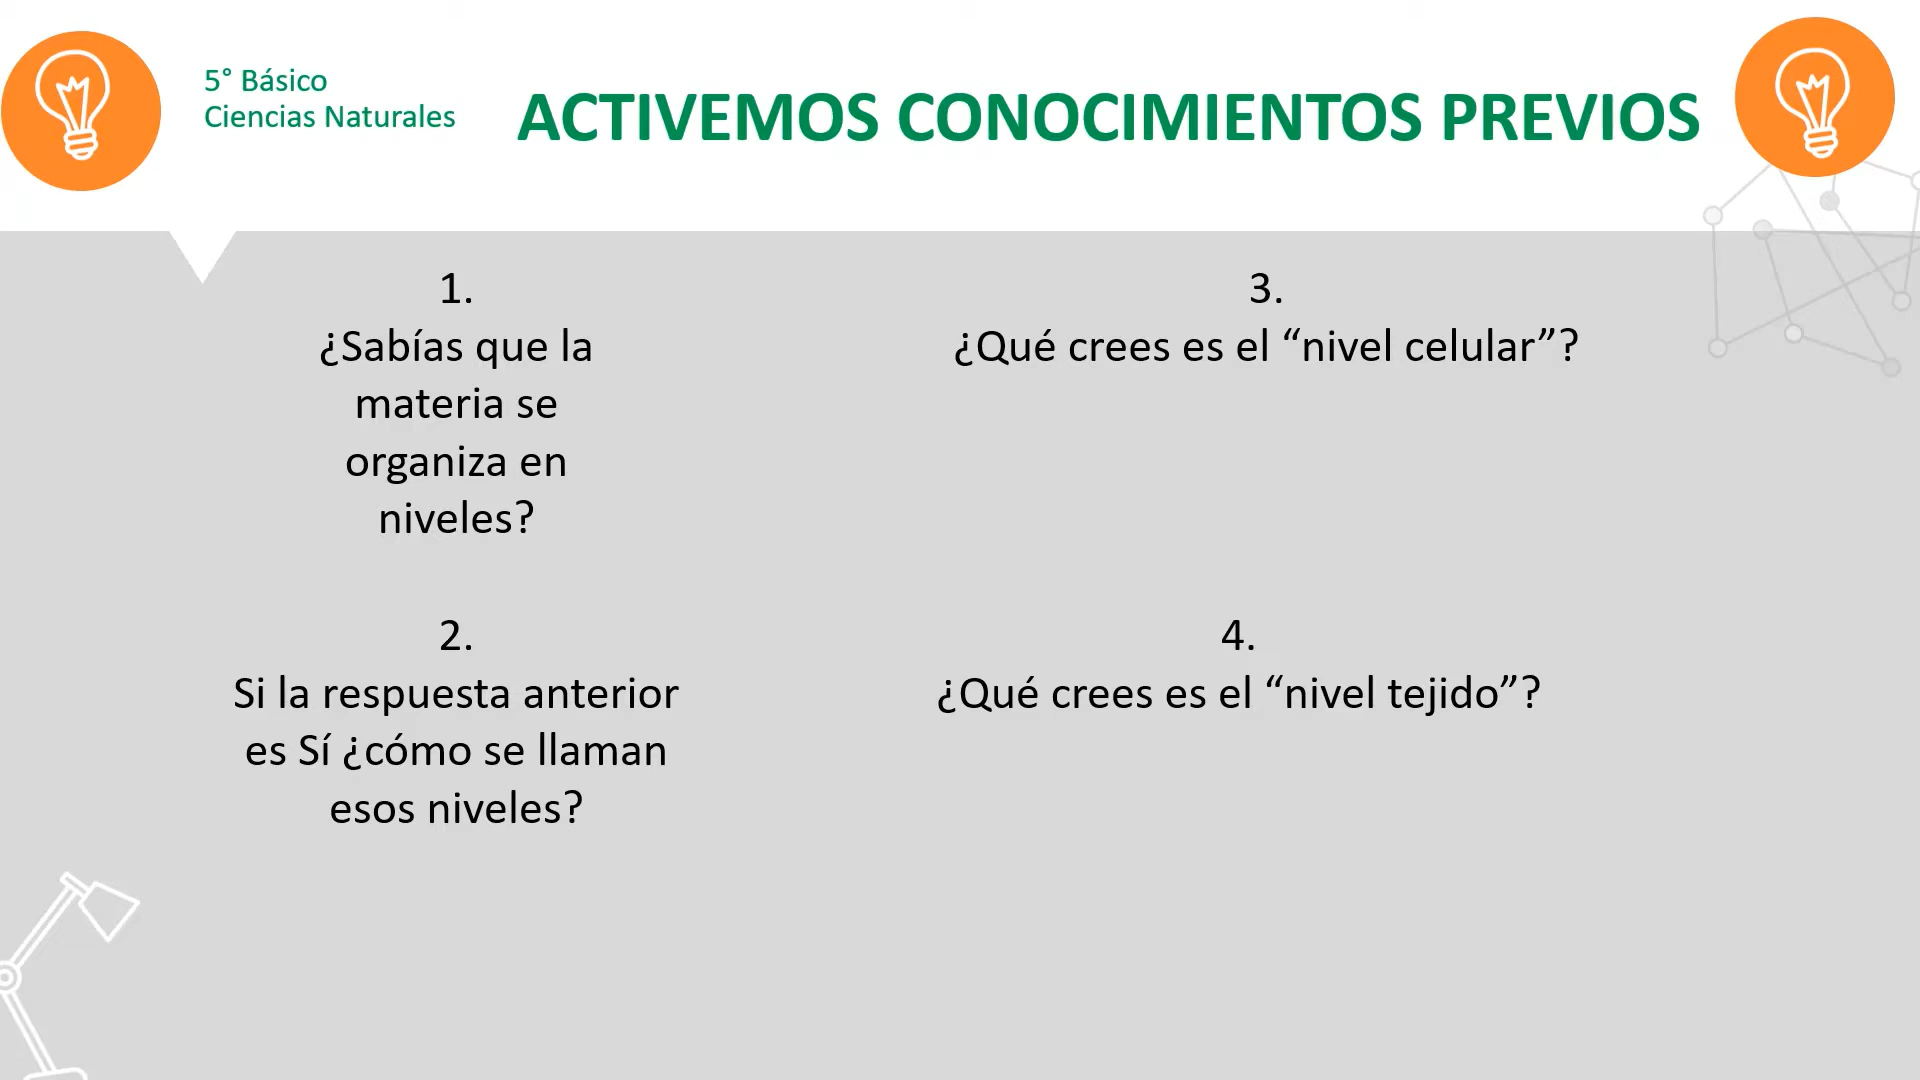 5° Básico
Ciencias Naturales
ACTIVEMOS CONOCIMIENTOS PREVIOS
1.
¿Sabías que la
materia se
organiza en
niveles?
2.
Si la respuesta anterior
es Sí ¿cómo se llaman
esos niveles?
3.
¿Qué crees es el “nivel celular”?
4.
¿Qué crees es el “nivel tejido”?